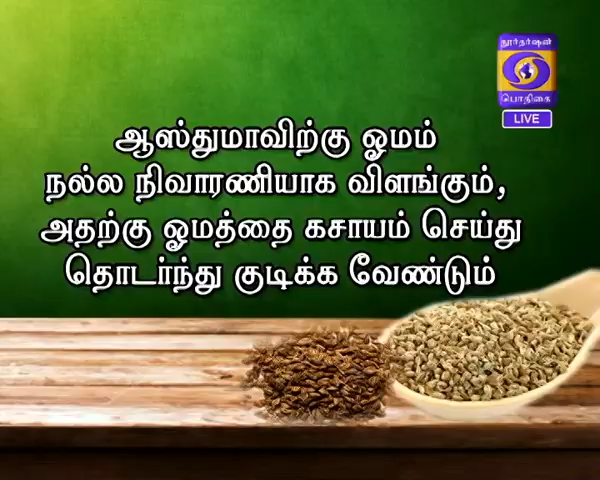 தூர்தர்ஷன்
பொதிகை
LIVE
ஆஸ்துமாவிற்கு ஓமம்
நல்ல நிவாரணியாக விளங்கும்,
அதற்கு ஓமத்தை கசாயம் செய்து
தொடர்ந்து குடிக்க வேண்டும்